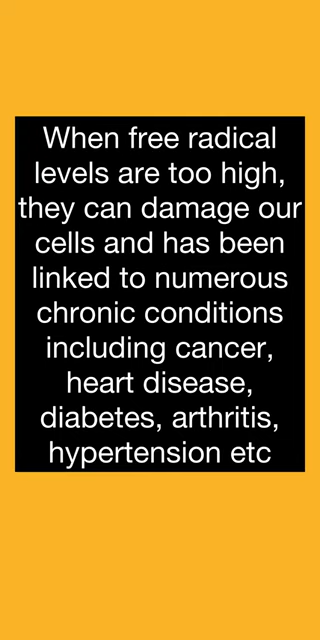 When free radical
levels are too high,
they can damage our
cells and has been
linked to numerous
chronic conditions
including cancer,
heart disease,
diabetes, arthritis,
hypertension etc